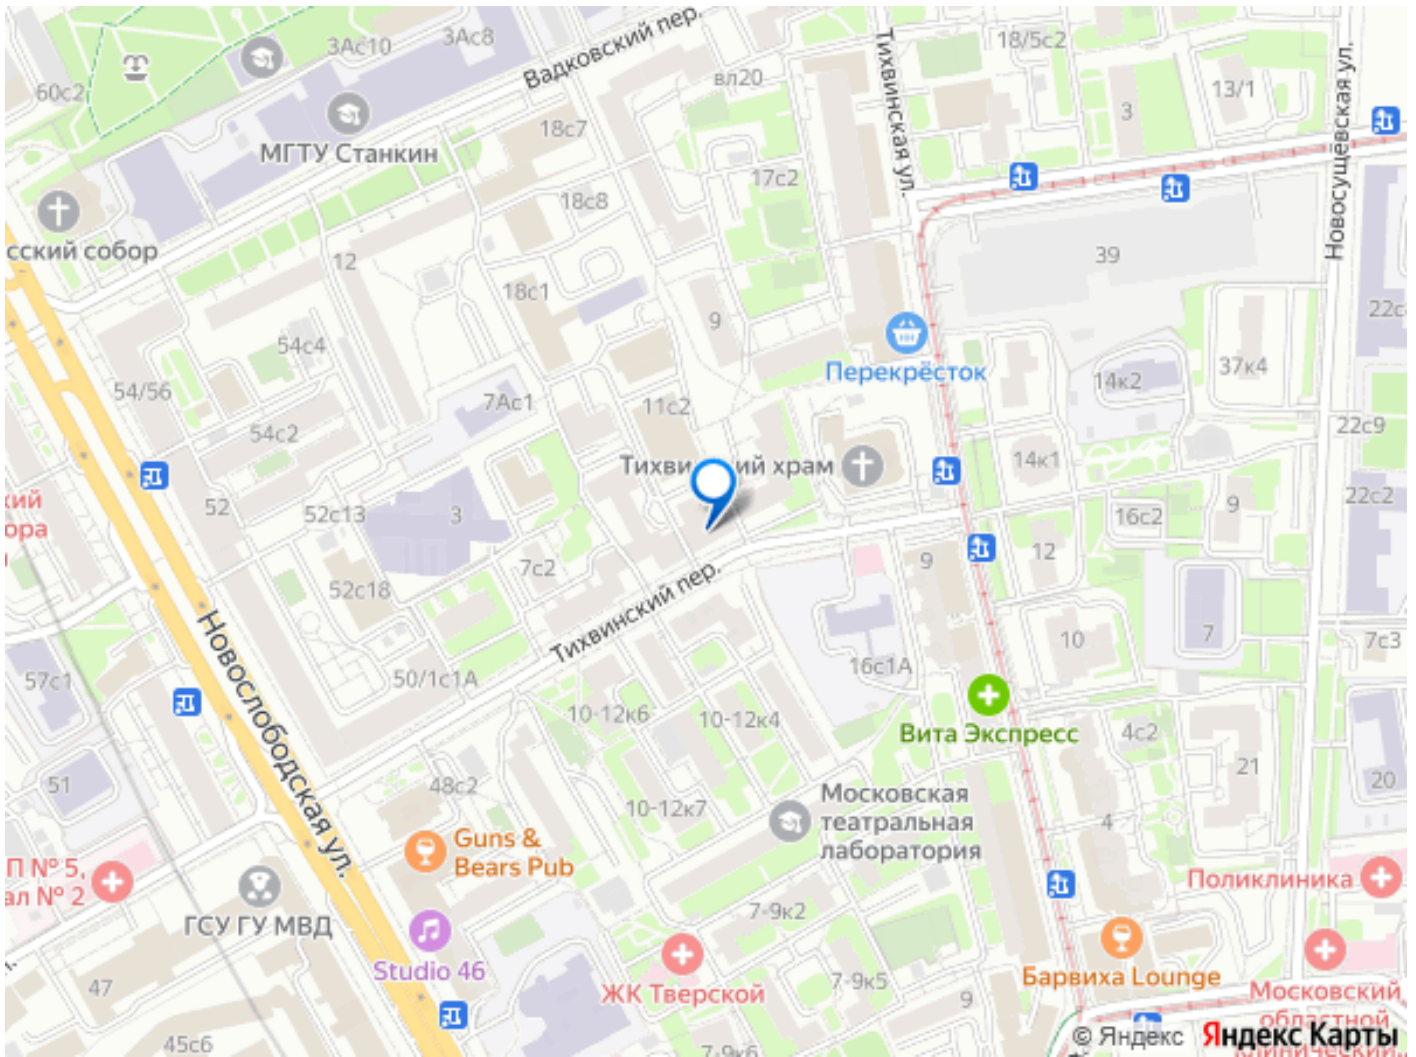 Вадковский пер.
3Ас10
3Ас8
60с2
вл20
18/5с2
13/1
3
Тихвинская ул.
Новосущёвская ул.
18с7
МГТУ Станкин
17с2
18с8
сский собор
12
39
18с1
9
22с
54с4
Перекрёсток
37к4
14к2
54/56
7Ас1
11с2
54с2
22с9
Тихви
й храм
14к1
кий
ора
52
52с13
3
22с2
9
16с2
12
9
7с2
52с18
Тихвинский пер.
Новослободская ул.
10
7
7с3
16с1А
57с1
50/1с1А
10-12к6
10-12к4
Вита Экспресс
4с2
21
20
51
48с2
10-12к7
Московская
театральная
лаборатория
4
Guns &
Bears Pub
П № 5,
ал № 2
Поликлиника
ГСУ ГУ МВД
7-9к2
Studio 46
Барвиха Lounge
47
ЖК Тверской
7-9к5
9
Московский
областной
45с6
7-9к6
© Яндекс Яндекс Карты